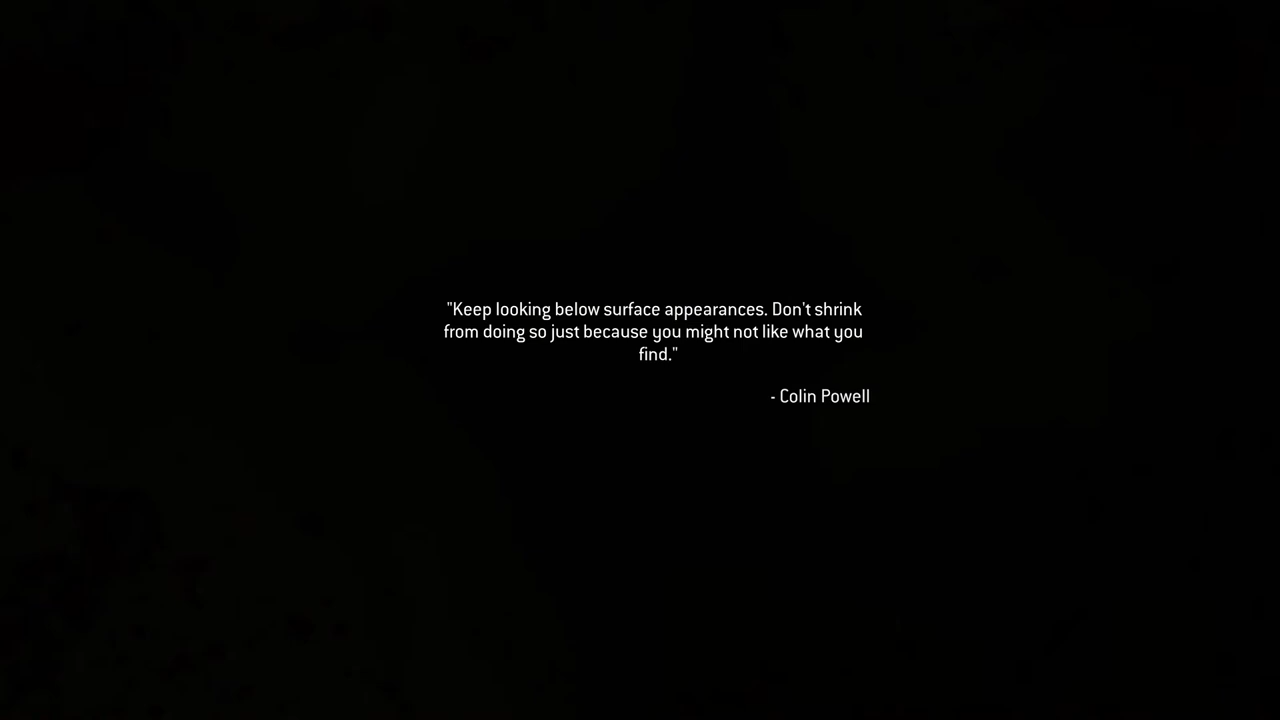 "Keep looking below surface appearances. Don't shrink
from doing so just because you might not like what you
find."
- Colin Powell